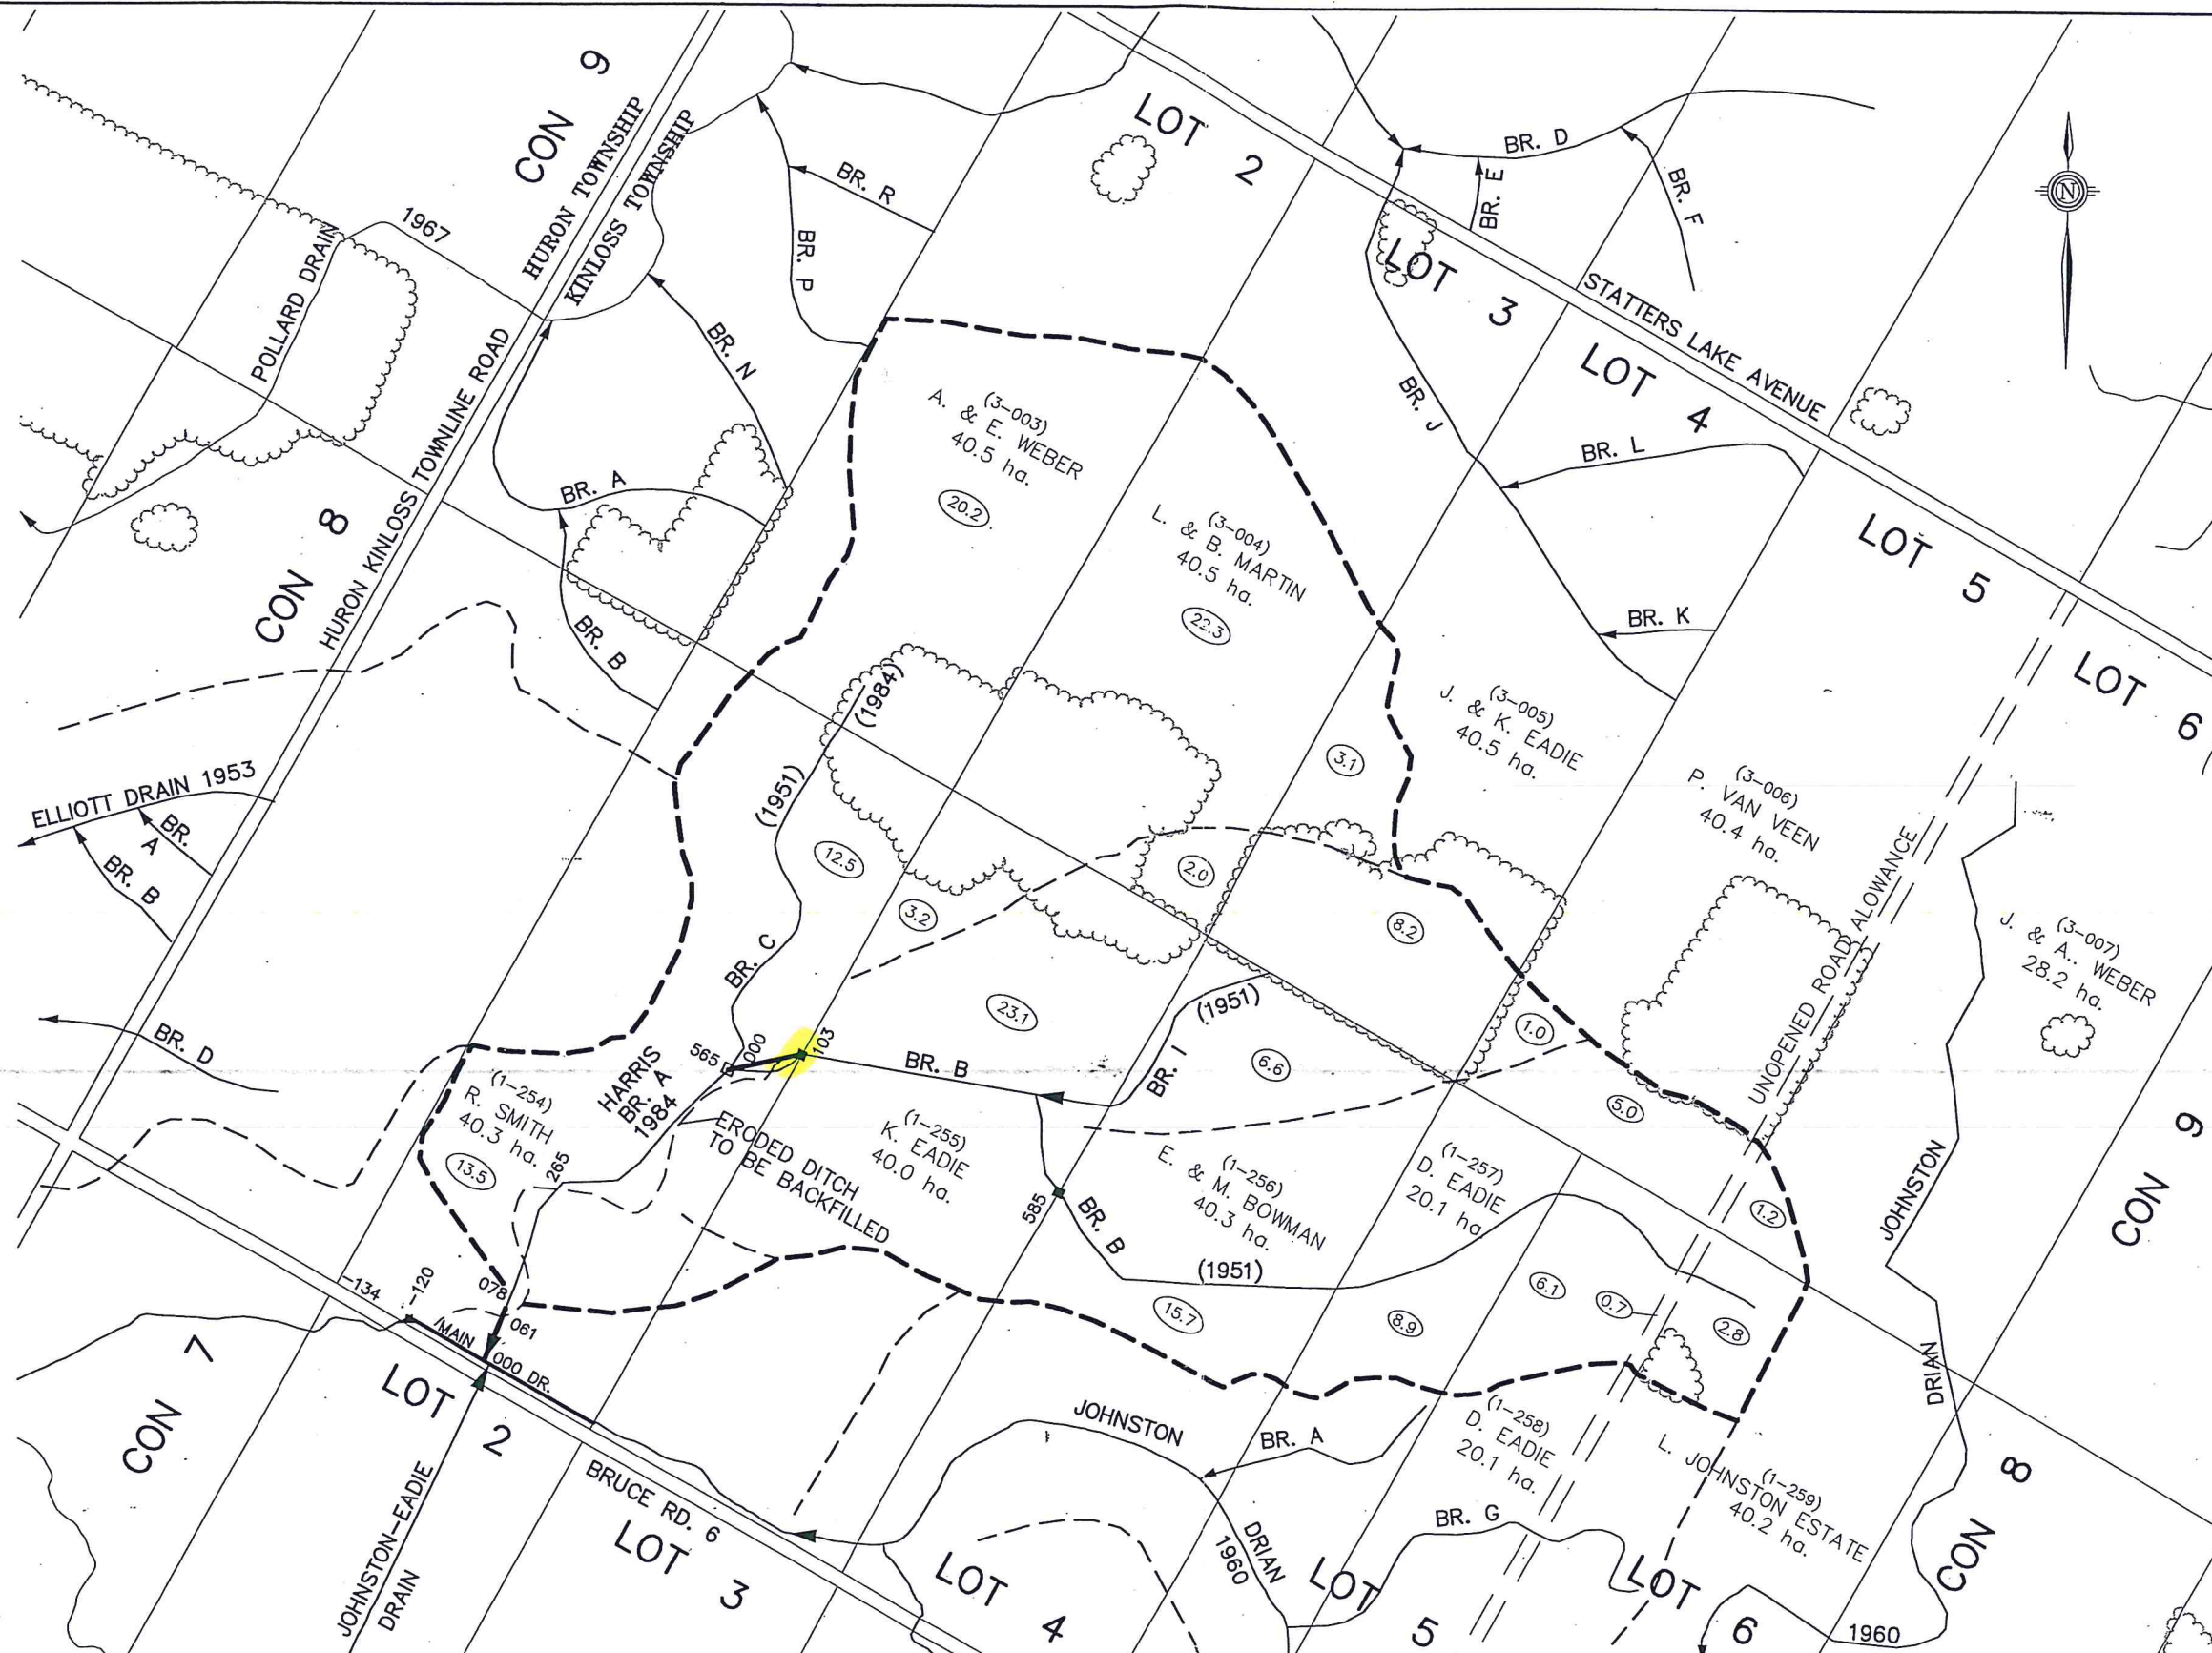 CON 9
HURON TOWNSHIP
KINLOSS TOWNSHIP
1967
POLLARD DRAIN
HURON KINLOSS TOWNLINE ROAD
CON 8
BR. R
BR. P
BR. N
BR. A
BR. B
LOT 2
BR. D
BR. E
BR. F
N
LOT 3
STATTERS LAKE AVENUE
LOT 4
BR. J
BR. L
LOT 5
BR. K
LOT 6
(3-003)
A. & E. WEBER
40.5 ha.
20.2
(3-004)
L. & B. MARTIN
40.5 ha.
22.3
(3-005)
J. & K. EADIE
40.5 ha.
3.1
(3-006)
P. VAN VEEN
40.4 ha.
(3-007)
J. & A.. WEBER
28.2 ha.
UNOPENED ROAD ALOWANCE
(1984)
(1951)
12.5
3.2
2.0
8.2
23.1
1.0
6.6
5.0
1.2
ELLIOTT DRAIN 1953
BR.
A
BR. B
BR. D
BR. C
565
000
103
BR. B
BR. I
(1951)
HARRIS
BR. A
1984
(1-254)
R. SMITH
40.3 ha.
13.5
265
ERODED DITCH
TO BE BACKFILLED
(1-255)
K. EADIE
40.0 ha.
585
BR. B
(1-256)
E. & M. BOWMAN
40.3 ha.
(1951)
15.7
(1-257)
D. EADIE
20.1 ha.
8.9
6.1
0.7
2.8
JOHNSTON
DRIAN
CON 9
-134
-120
078
061
MAIN
000 DR.
CON 7
LOT 2
JOHNSTON-EADIE
DRAIN
BRUCE RD. 6
LOT 3
JOHNSTON
BR. A
DRIAN
1960
LOT 4
(1-258)
D. EADIE
20.1 ha.
BR. G
LOT 5
(1-259)
L. JOHNSTON ESTATE
40.2 ha.
LOT 6
CON 8
1960